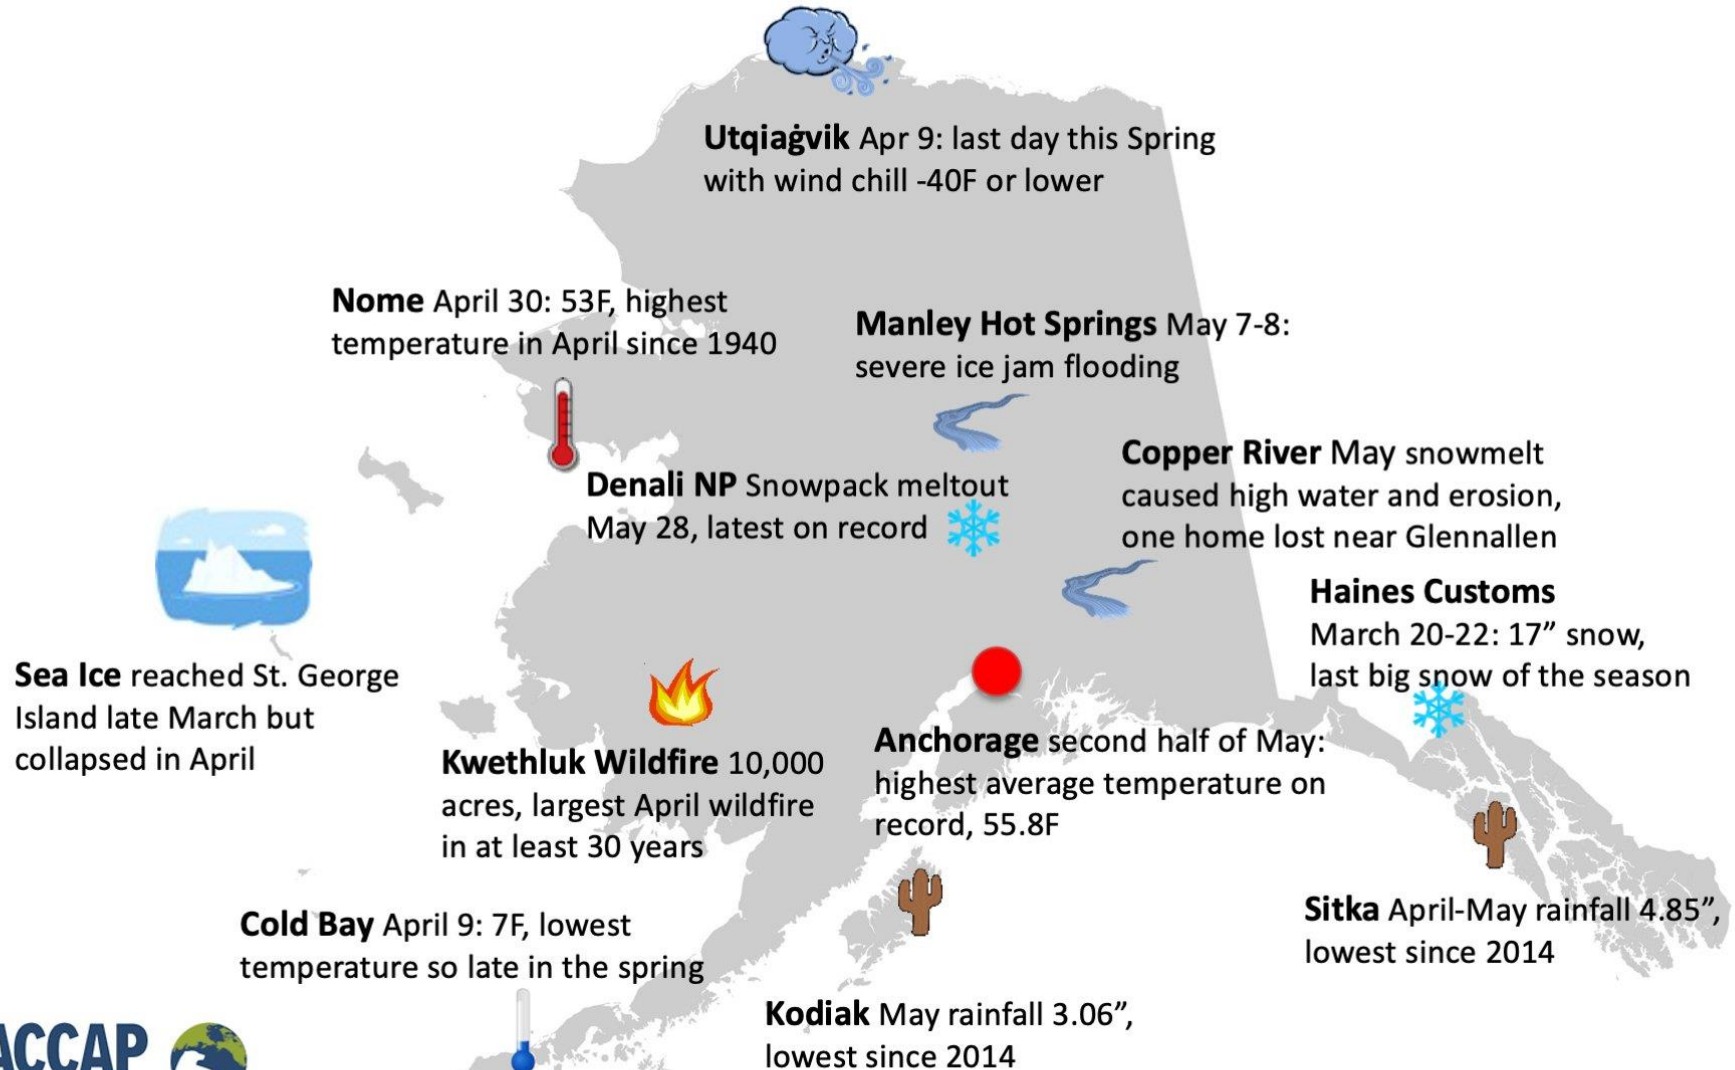 Utqiaġvik Apr 9: last day this Spring
with wind chill -40F or lower
Nome April 30: 53F, highest
temperature in April since 1940
Manley Hot Springs May 7-8:
severe ice jam flooding
Copper River May snowmelt
caused high water and erosion,
one home lost near Glennallen
Denali NP Snowpack meltout
May 28, latest on record
Haines Customs
March 20-22: 17” snow,
last big snow of the season
Sea Ice reached St. George
Island late March but
collapsed in April
Kwethluk Wildfire 10,000
acres, largest April wildfire
in at least 30 years
Anchorage second half of May:
highest average temperature on
record, 55.8F
Sitka April-May rainfall 4.85”,
lowest since 2014
Cold Bay April 9: 7F, lowest
temperature so late in the spring
Kodiak May rainfall 3.06”,
lowest since 2014
ACCAP